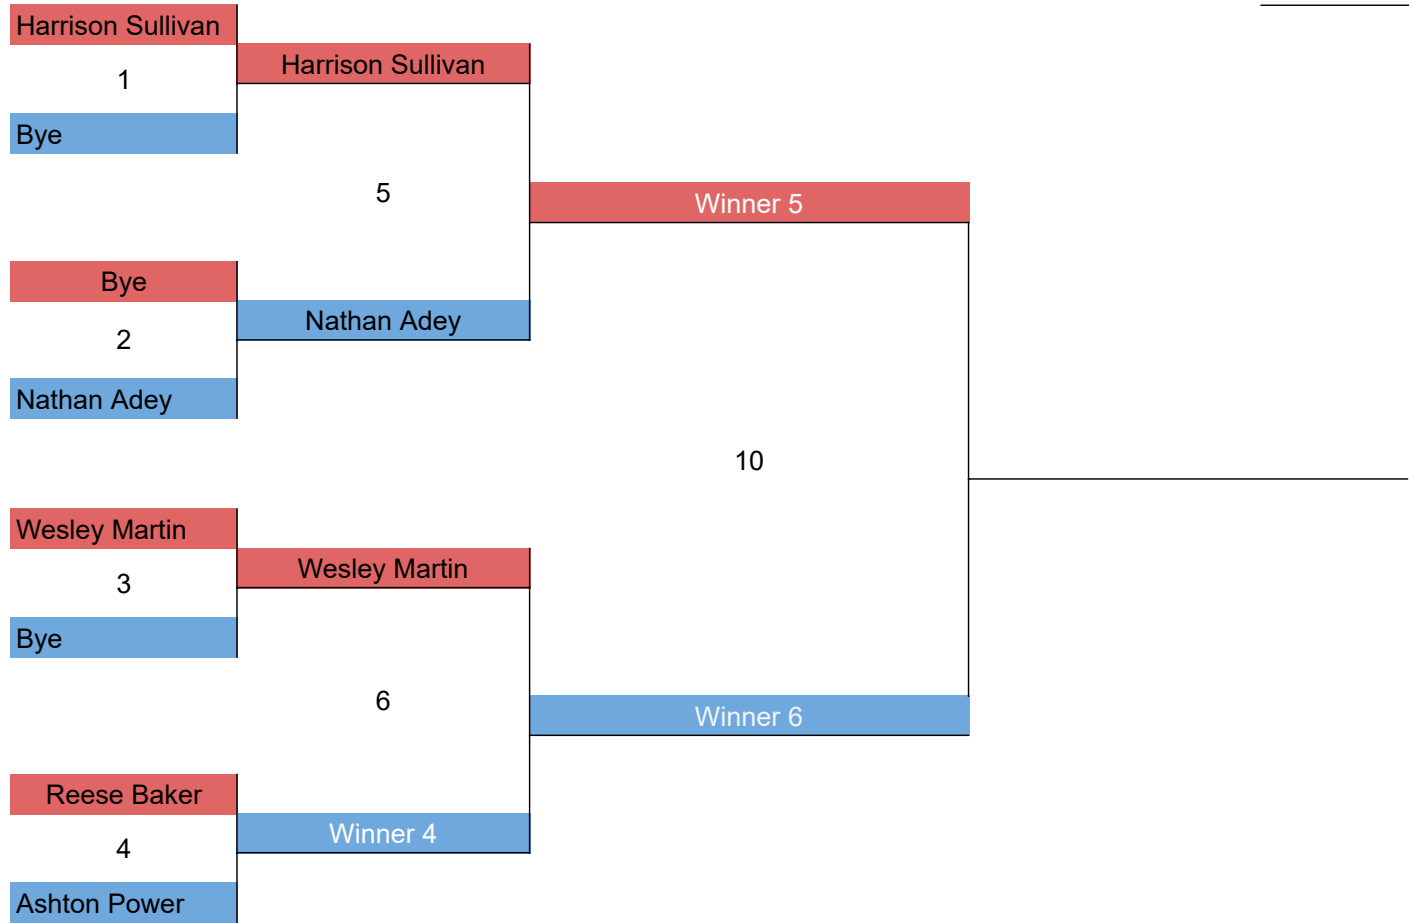 Harrison Sullivan
1
Bye
Harrison Sullivan
5
Bye
2
Nathan Adey
Nathan Adey
Winner 5
10
Wesley Martin
3
Bye
Wesley Martin
6
Reese Baker
4
Ashton Power
Winner 4
Winner 6